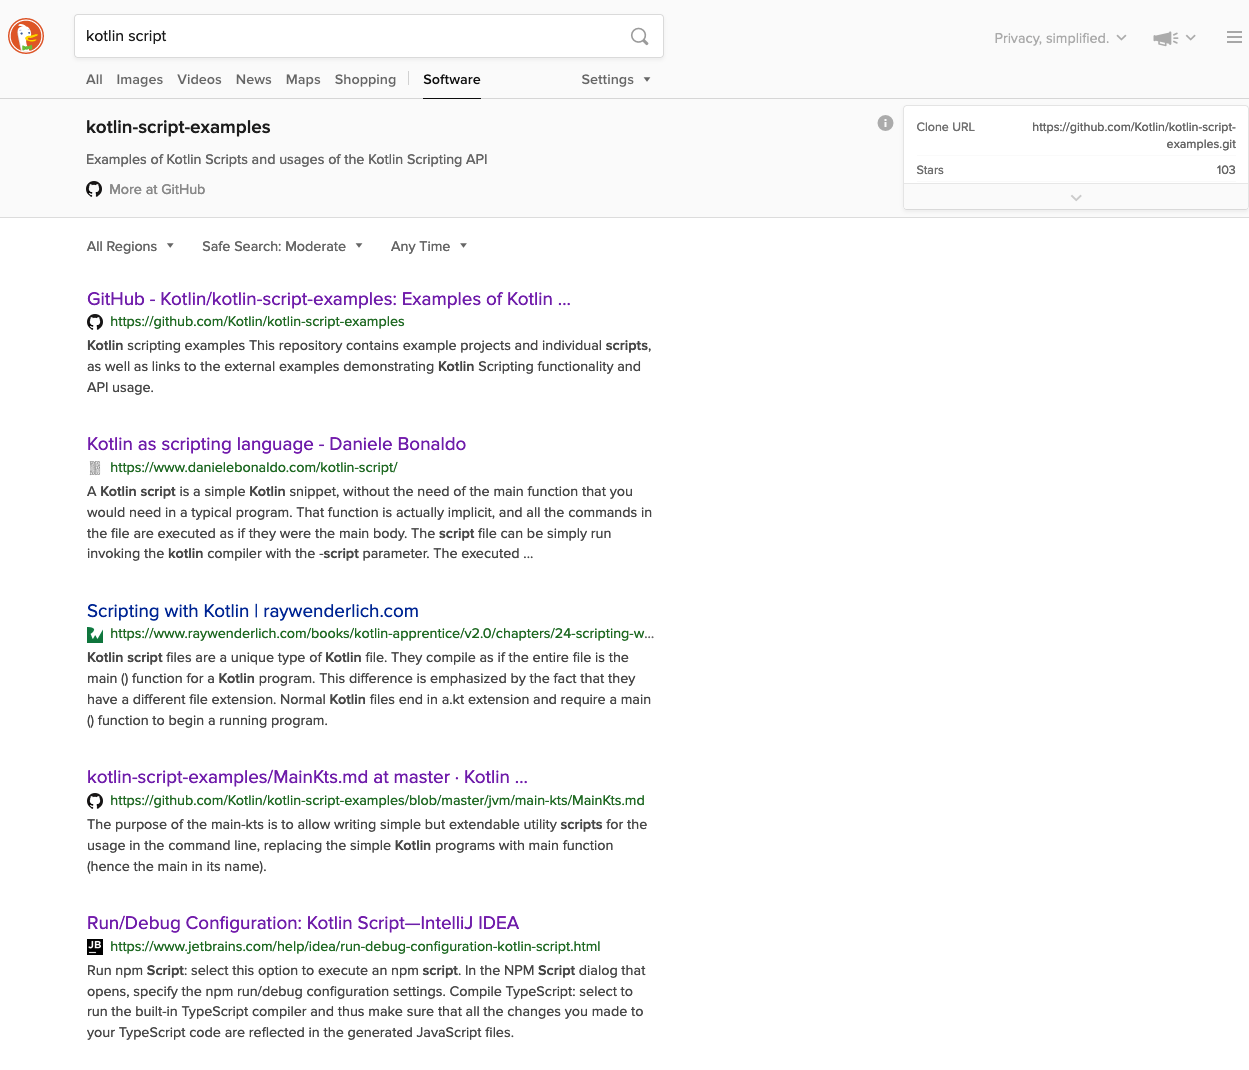 kotlin script
Privacy, simplified.
All Images Videos News Maps Shopping Software Settings
kotlin-script-examples
Examples of Kotlin Scripts and usages of the Kotlin Scripting API
More at GitHub
Clone URL https://github.com/Kotlin/kotlin-script-
examples.git
Stars 103
All Regions Safe Search: Moderate Any Time
GitHub - Kotlin/kotlin-script-examples: Examples of Kotlin ...
https://github.com/Kotlin/kotlin-script-examples
Kotlin scripting examples This repository contains example projects and individual scripts,
as well as links to the external examples demonstrating Kotlin Scripting functionality and
API usage.
Kotlin as scripting language - Daniele Bonaldo
https://www.danielebonaldo.com/kotlin-script/
A Kotlin script is a simple Kotlin snippet, without the need of the main function that you
would need in a typical program. That function is actually implicit, and all the commands in
the file are executed as if they were the main body. The script file can be simply run
invoking the kotlin compiler with the -script parameter. The executed ...
Scripting with Kotlin | raywenderlich.com
https://www.raywenderlich.com/books/kotlin-apprentice/v2.0/chapters/24-scripting-w...
Kotlin script files are a unique type of Kotlin file. They compile as if the entire file is the
main () function for a Kotlin program. This difference is emphasized by the fact that they
have a different file extension. Normal Kotlin files end in a.kt extension and require a main
() function to begin a running program.
kotlin-script-examples/MainKts.md at master · Kotlin ...
https://github.com/Kotlin/kotlin-script-examples/blob/master/jvm/main-kts/MainKts.md
The purpose of the main-kts is to allow writing simple but extendable utility scripts for the
usage in the command line, replacing the simple Kotlin programs with main function
(hence the main in its name).
Run/Debug Configuration: Kotlin Script—IntelliJ IDEA
JB https://www.jetbrains.com/help/idea/run-debug-configuration-kotlin-script.html
Run npm Script: select this option to execute an npm script. In the NPM Script dialog that
opens, specify the npm run/debug configuration settings. Compile TypeScript: select to
run the built-in TypeScript compiler and thus make sure that all the changes you made to
your TypeScript code are reflected in the generated JavaScript files.